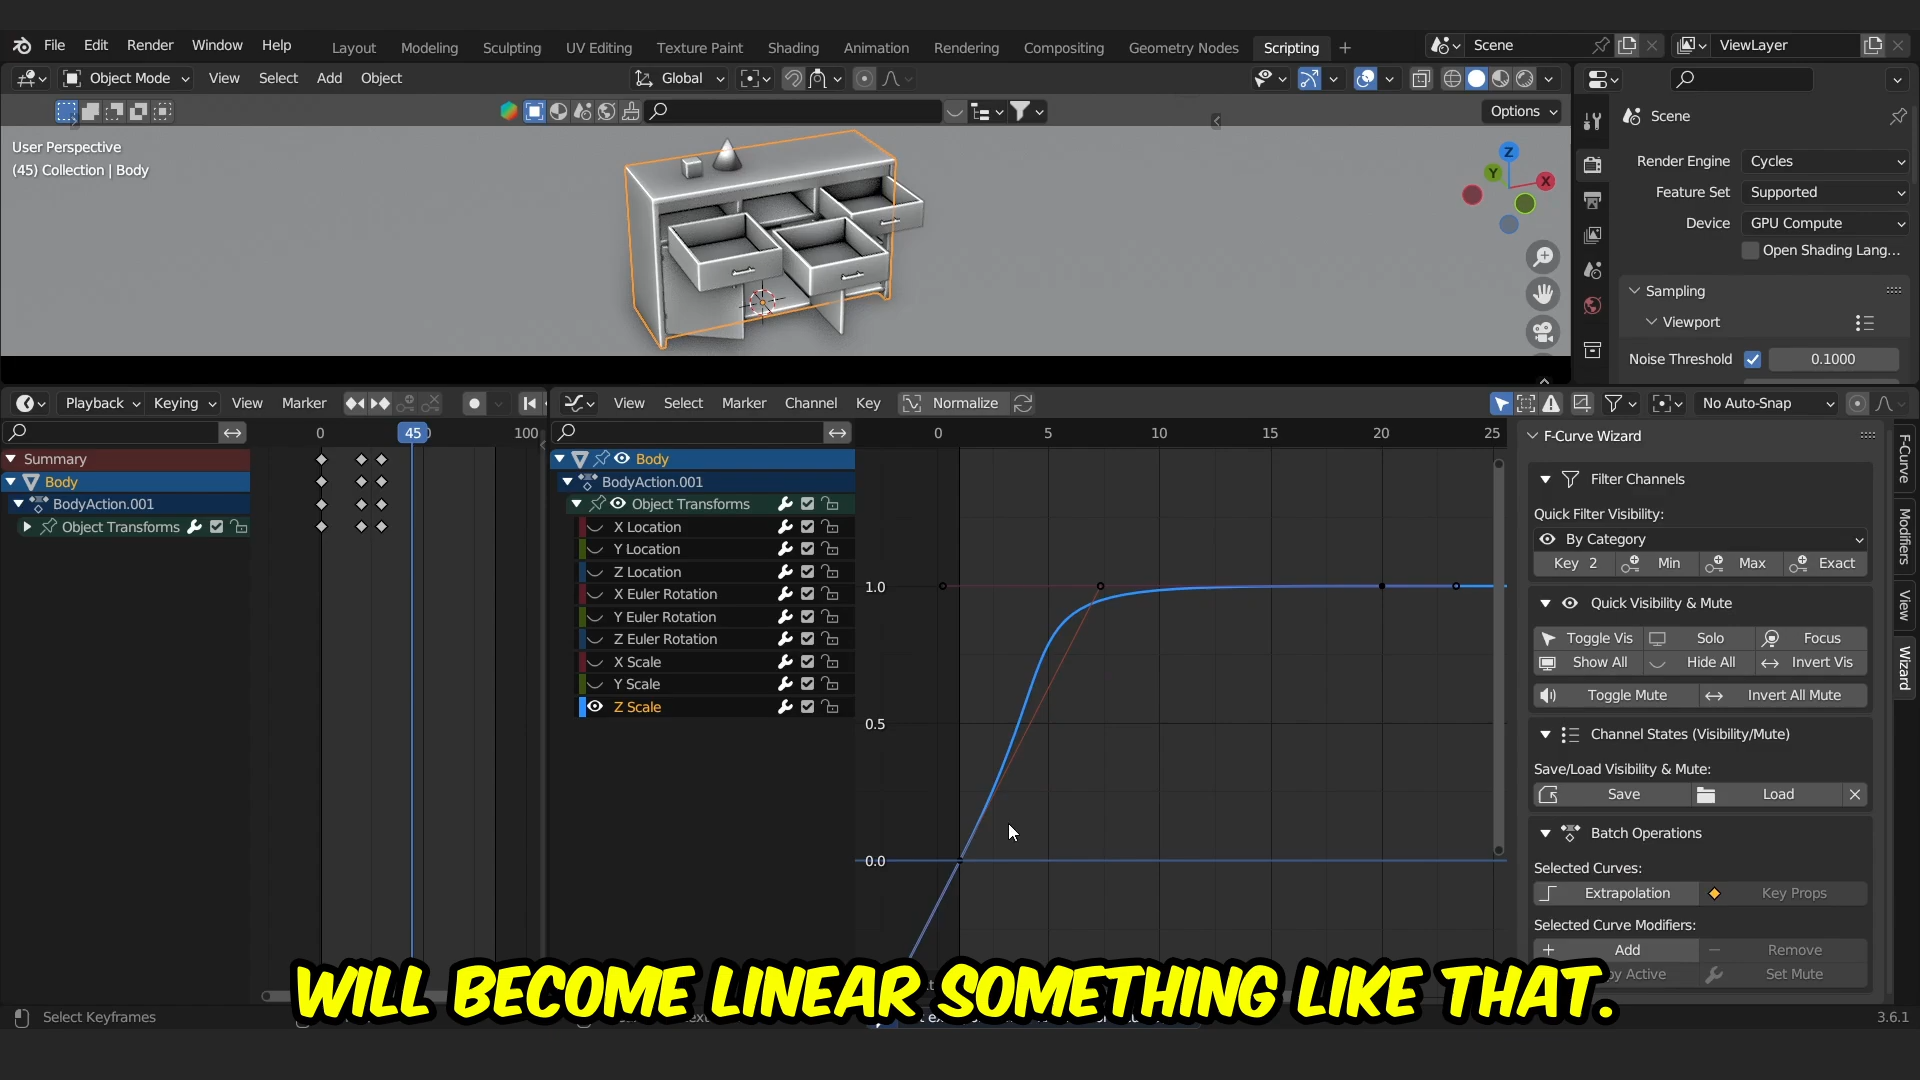 File Edit Render Window Help Layout Modeling Sculpting UV Editing Texture Paint Shading Animation Rendering Compositing Geometry Nodes Scripting + Scene ViewLayer
Object Mode View Select Add Object Global
Options
User Perspective
(45) Collection | Body
Z
Y
X
Scene
Render Engine Cycles
Feature Set Supported
Device GPU Compute
Open Shading Lang...
Sampling
Viewport
Noise Threshold 0.1000
Playback Keying View Marker
0 45 100
Summary
Body
BodyAction.001
Object Transforms
View Select Marker Channel Key Normalize No Auto-Snap
0 5 10 15 20 25
Body
BodyAction.001
Object Transforms
X Location
Y Location
Z Location
X Euler Rotation
Y Euler Rotation
Z Euler Rotation
X Scale
Y Scale
Z Scale
1.0
0.5
0.0
F-Curve Wizard
Filter Channels
Quick Filter Visibility:
By Category
Key 2 Min Max Exact
Quick Visibility & Mute
Toggle Vis Solo Focus
Show All Hide All Invert Vis
Toggle Mute Invert All Mute
Channel States (Visibility/Mute)
Save/Load Visibility & Mute:
Save Load
Batch Operations
Selected Curves:
Extrapolation Key Props
Selected Curve Modifiers:
Add Remove
by Active Set Mute
F-Curve
Modifiers
View
Wizard
WILL BECOME LINEAR SOMETHING LIKE THAT.
Select Keyframes
3.6.1